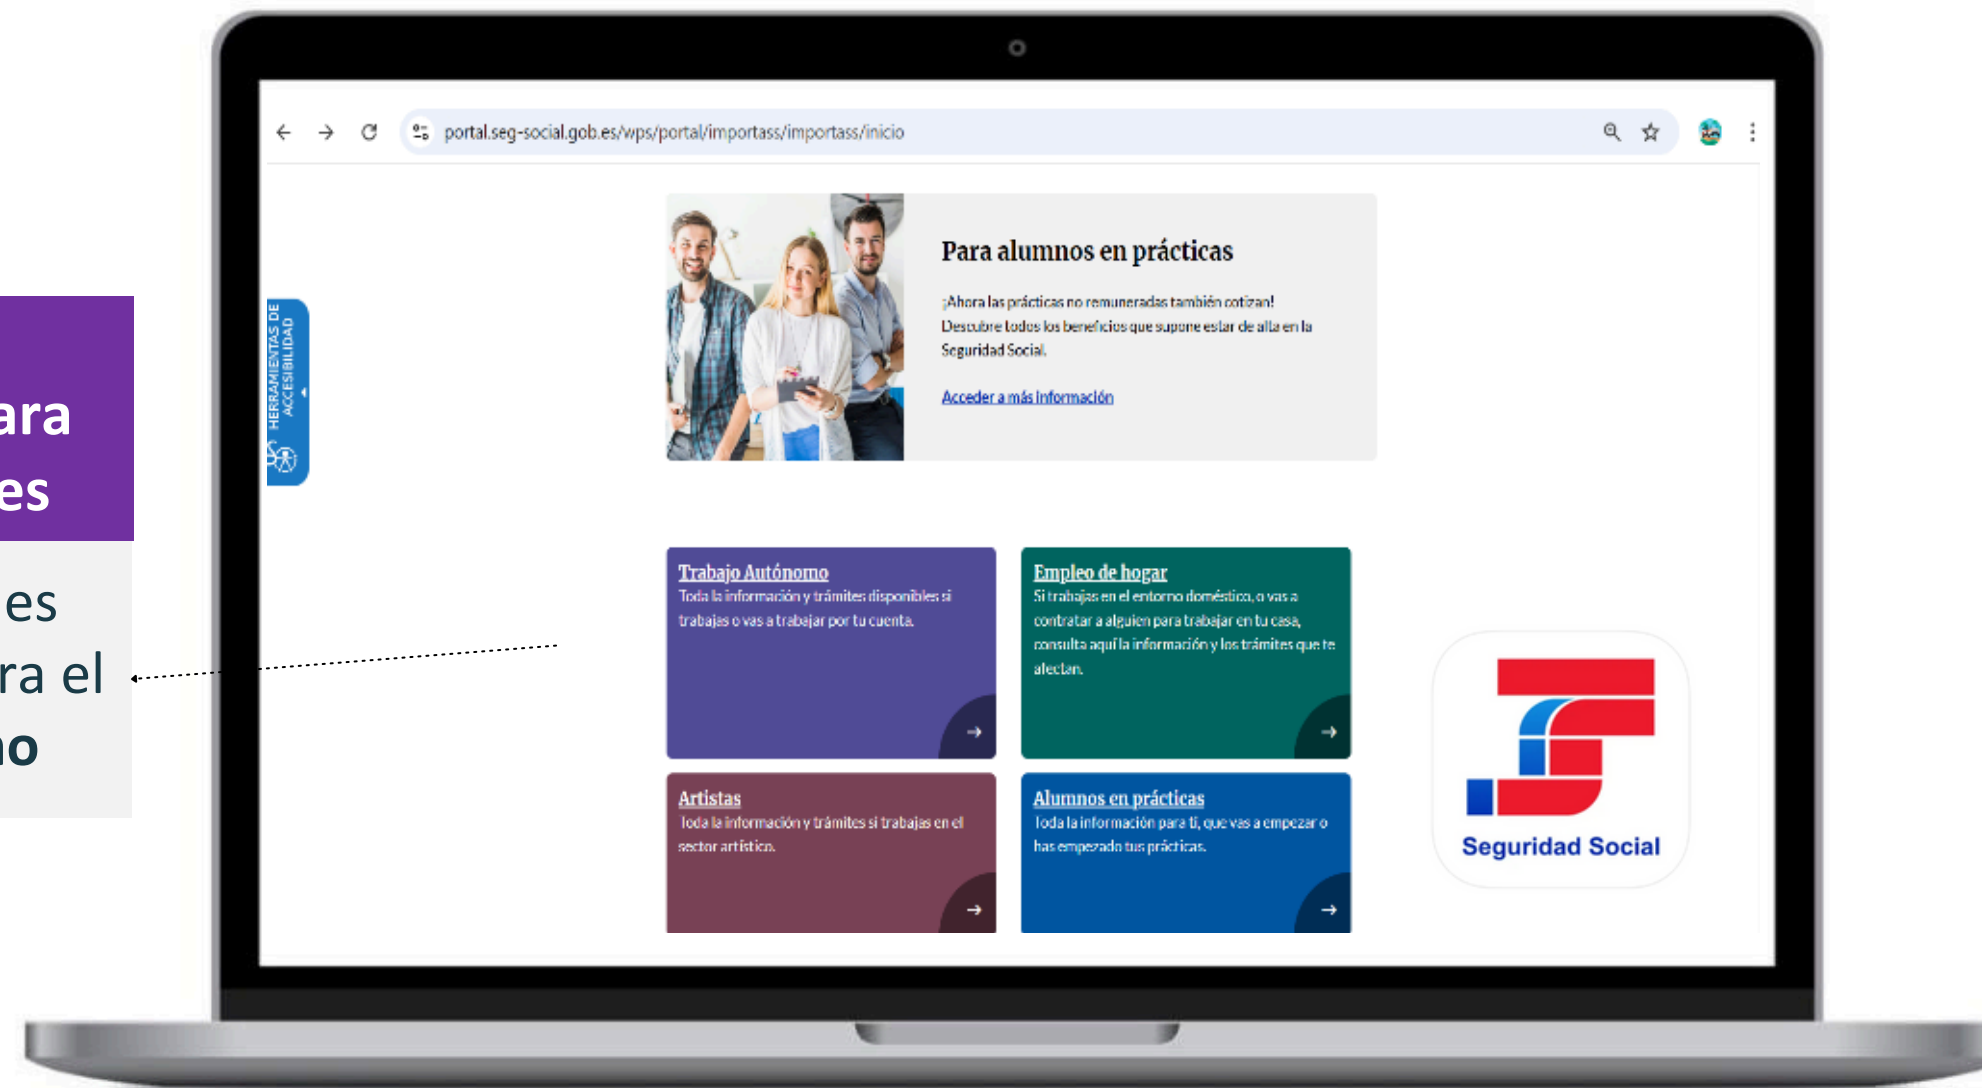 portal.seg-social.gob.es/wps/portal/importass/importass/inicio
HERRAMIENTAS DE
ACCESIBILIDAD
Para alumnos en prácticas
¡Ahora las prácticas no remuneradas también cotizan!
Descubre todos los beneficios que supone estar de alta en la
Seguridad Social.
Acceder a más información
ara
es
es
ra el
no
Trabajo Autónomo
Toda la información y trámites disponibles si
trabajas o vas a trabajar por tu cuenta.
Empleo de hogar
Si trabajas en el entorno doméstico, o vas a
contratar a alguien para trabajar en tu casa,
consulta aquí la información y los trámites que te
afectan.
Artistas
Toda la información y trámites si trabajas en el
sector artístico.
Alumnos en prácticas
Toda la información para ti, que vas a empezar o
has empezado tus prácticas.
Seguridad Social